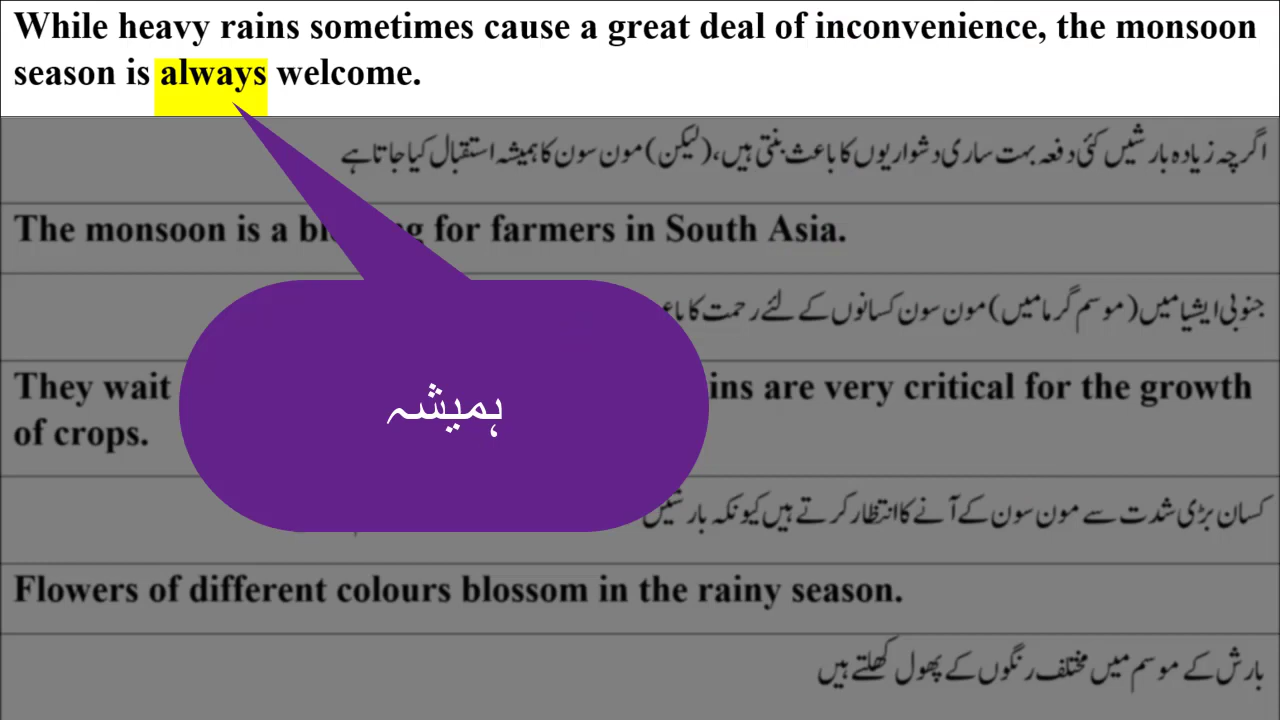 While heavy rains sometimes cause a great deal of inconvenience, the monsoon
season is always welcome.
اگرچہ زیادہ بارشیں کئی دفعہ بہت ساری دشواریوں کا باعث بنتی ہیں، (لیکن) مون سون کا ہمیشہ استقبال کیا جاتا ہے
The monsoon is a for farmers in South Asia.
جنوبی ایشیا میں (موسم گرما میں) مون سون کسانوں کے لئے رحمت کا
They wait are very critical for the growth
ہمیشہ
of crops.
کسان بڑی شدت سے مون سون کے آنے کا انتظار کرتے ہیں کیونکہ بارشیں
Flowers of different colours blossom in the rainy season.
بارش کے موسم میں مختلف رنگوں کے پھول کھلتے ہیں